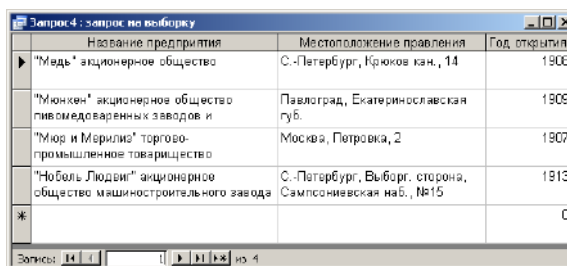 Запрос4 : запрос на выборку
Название предприятия Местоположение правления Год открытия
"Медь" акционерное общество С.-Петербург, Крюков кан., 14 1906
"Мюнхен" акционерное общество пивомедоваренных заводов и Павлоград, Екатеринославская губ. 1909
"Мюр и Мерилиз" торгово-промышленное товарищество Москва, Петровка, 2 1907
"Нобель Людвиг" акционерное общество машиностроительного завода С.-Петербург, Выборг. сторона, Сампсониевская наб., №15 1913
0
Запись: 1 из 4